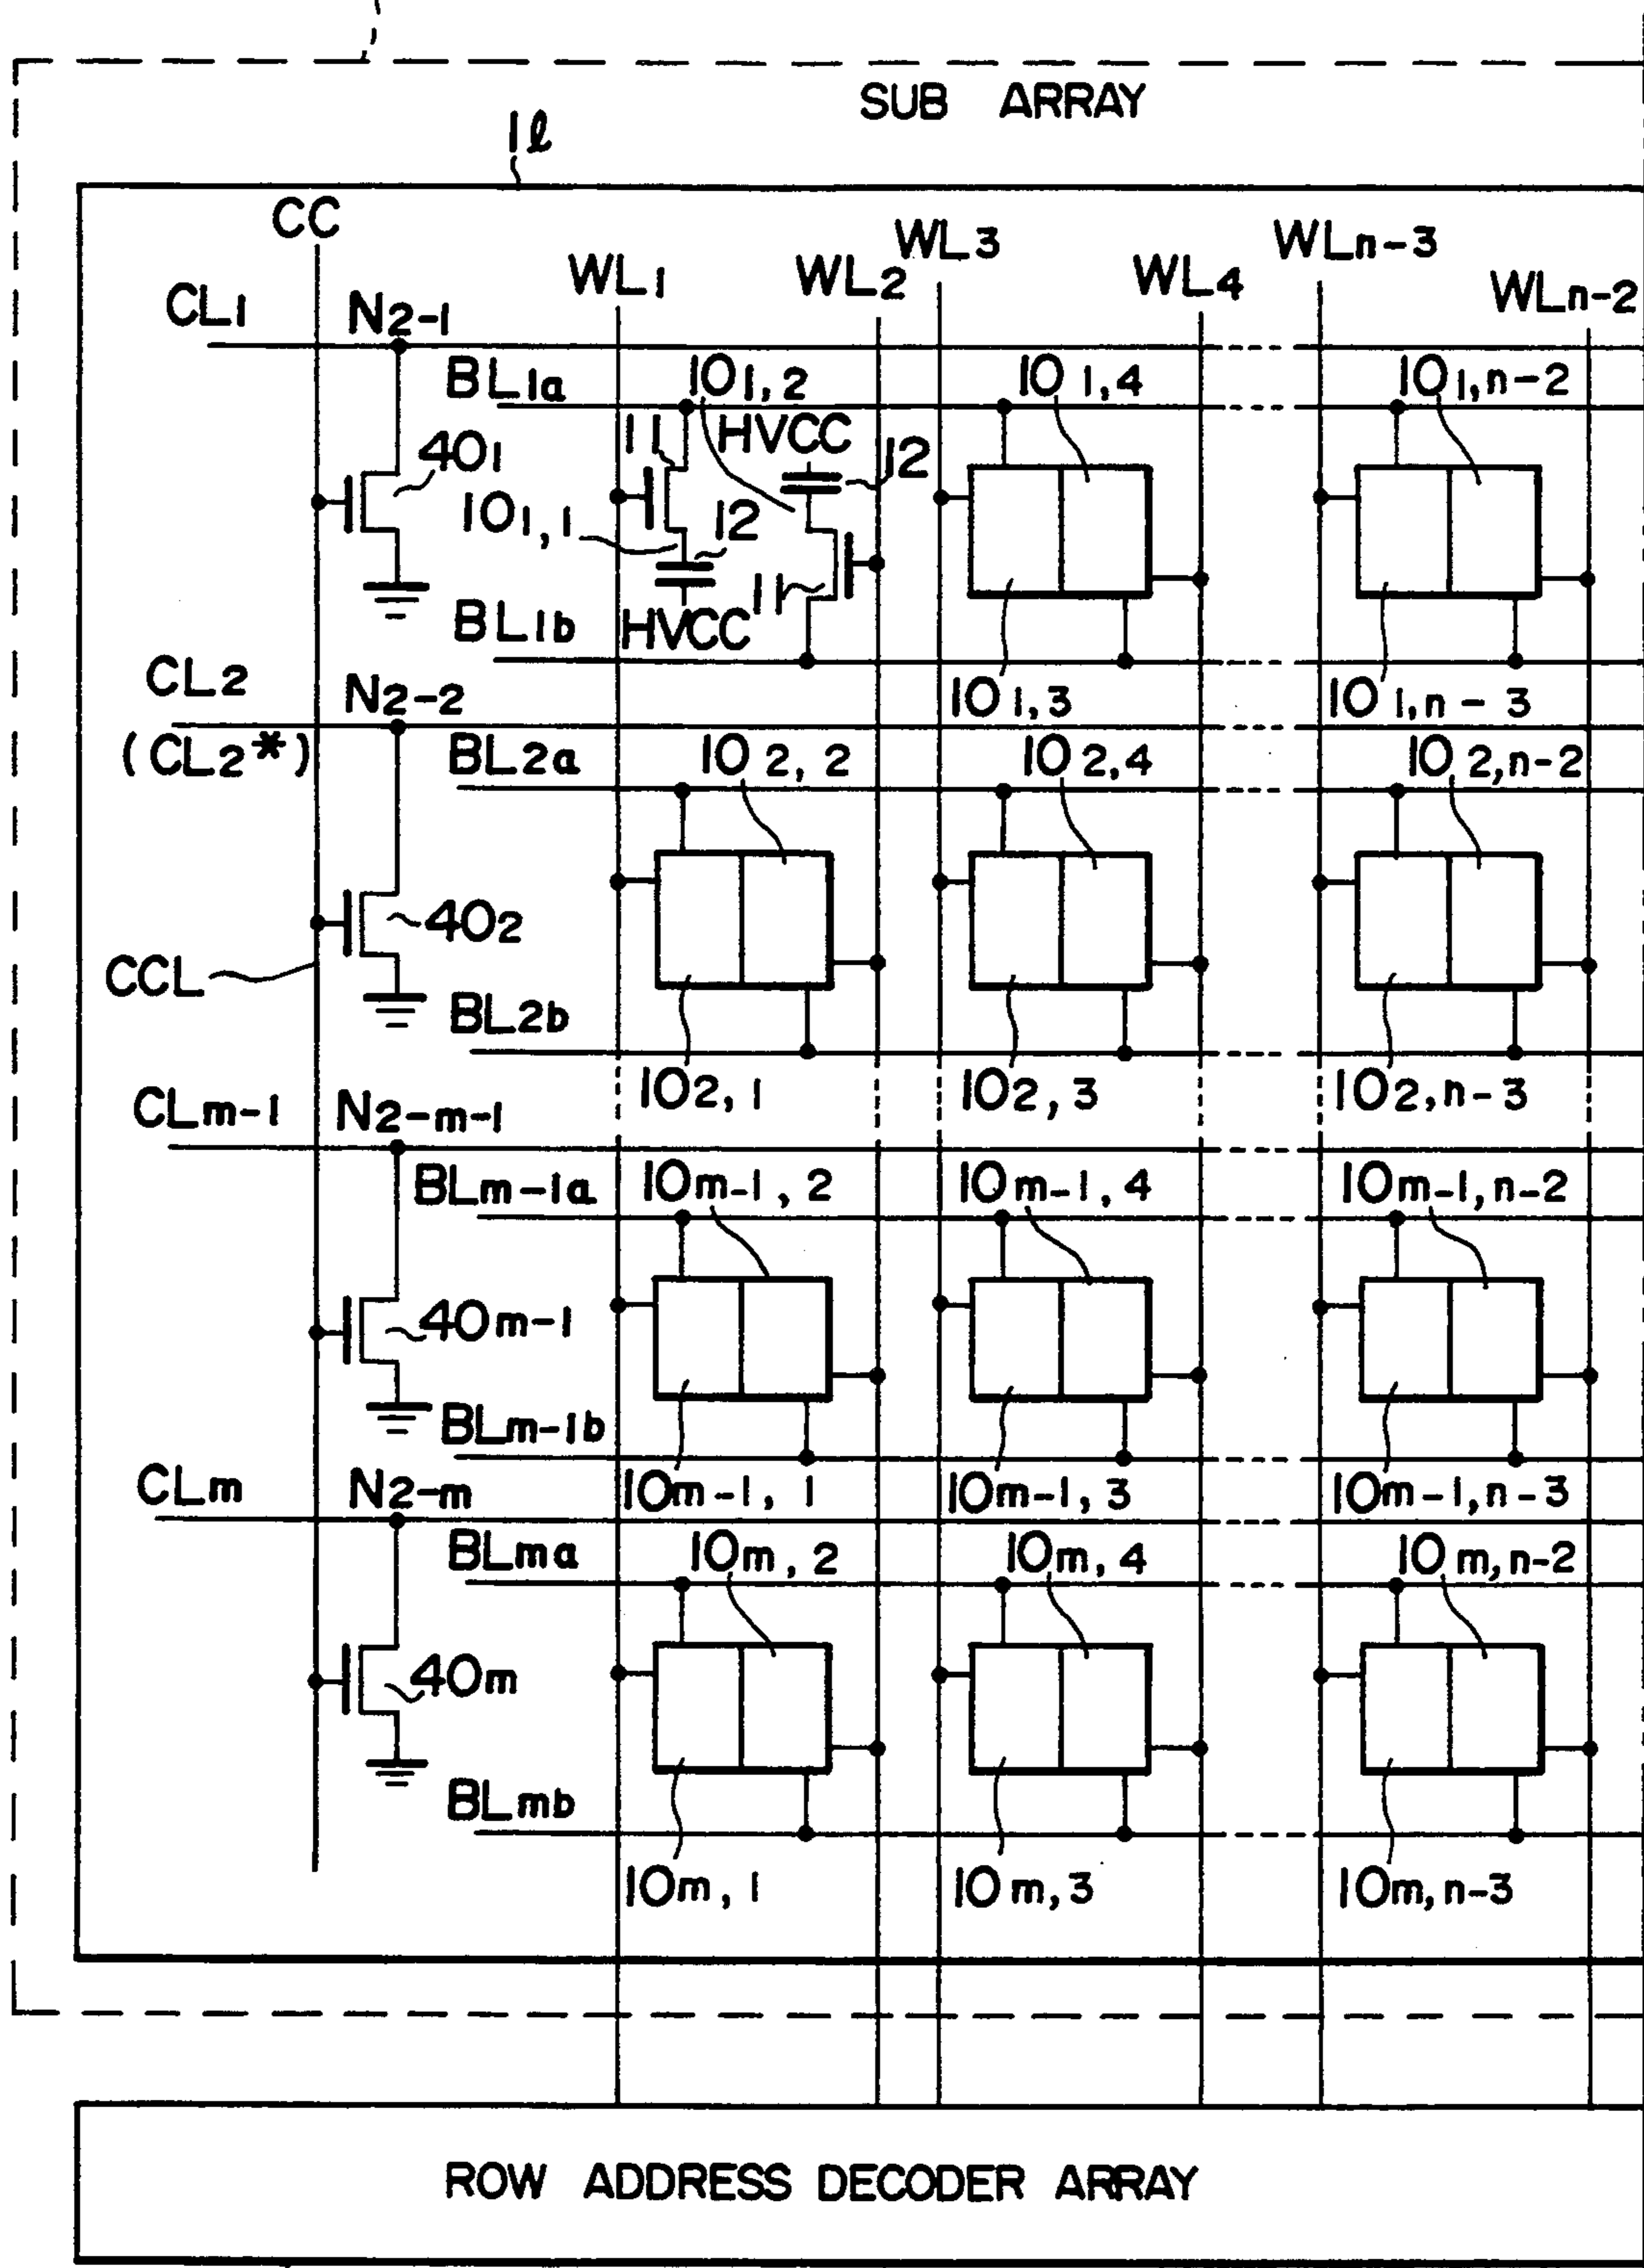 SUB ARRAY
1ℓ
CC
WL1
WL2
WL3
WL4
WLn-3
WLn-2
CL1
N2-1
BL1a
101,2
101,4
101,n-2
401
11
HVCC
12
101,1
12
11
HVCC
BL1b
101,3
101,n-3
CL2
(CL2*)
N2-2
BL2a
102,2
102,4
102,n-2
402
CCL
BL2b
102,1
102,3
102,n-3
CLm-1
N2-m-1
BLm-1a
10m-1,2
10m-1,4
10m-1,n-2
40m-1
BLm-1b
10m-1,1
10m-1,3
10m-1,n-3
CLm
N2-m
BLma
10m,2
10m,4
10m,n-2
40m
BLmb
10m,1
10m,3
10m,n-3
ROW ADDRESS DECODER ARRAY